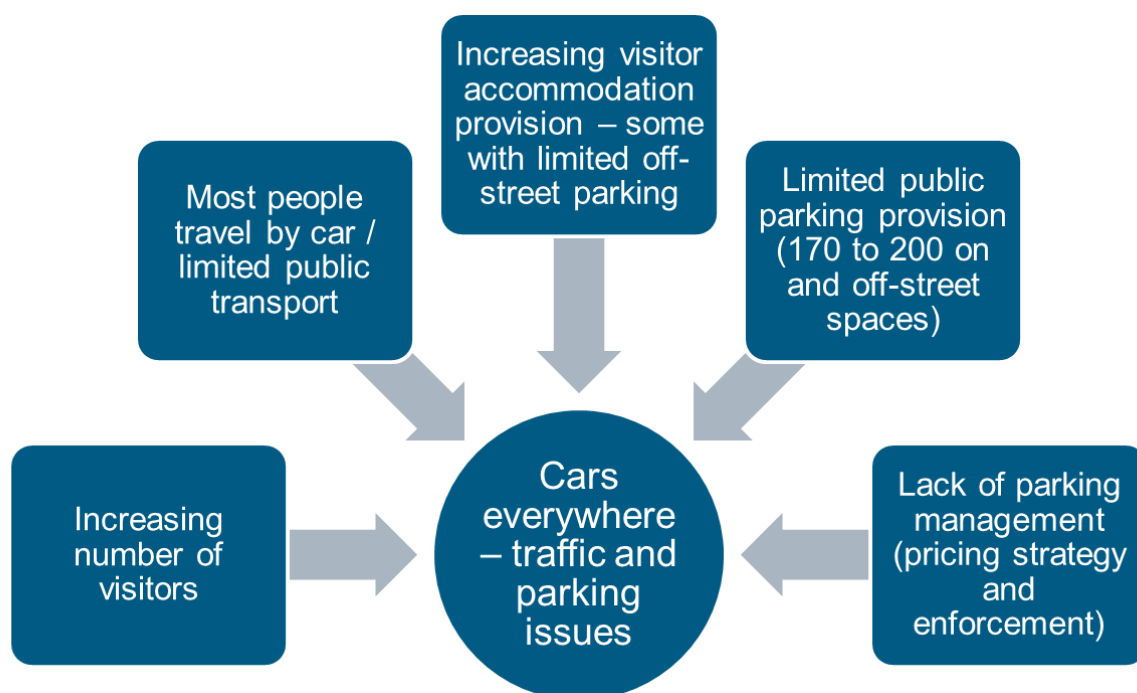 Increasing
number of
visitors
Most people
travel by car /
limited public
transport
Increasing visitor
accommodation
provision – some
with limited off-
street parking
Limited public
parking provision
(170 to 200 on
and off-street
spaces)
Lack of parking
management
(pricing strategy
and
enforcement)
Cars
everywhere
– traffic and
parking
issues